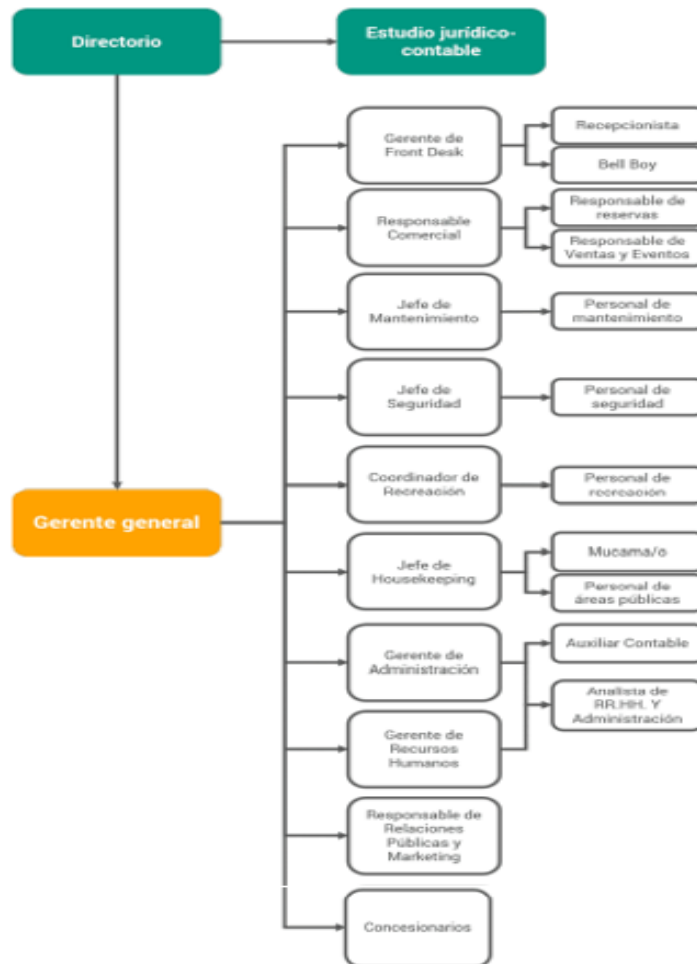 Directorio
Estudio jurídico-
contable
Gerente de
Front Desk
Recepcionista
Bell Boy
Responsable
Comercial
Responsable de
reservas
Responsable de
Ventas y Eventos
Jefe de
Mantenimiento
Personal de
mantenimiento
Jefe de
Seguridad
Personal de
seguridad
Coordinador de
Recreación
Personal de
recreación
Gerente general
Jefe de
Housekeeping
Mucama/o
Personal de
áreas públicas
Gerente de
Administración
Auxiliar Contable
Analista de
RR.HH. Y
Administración
Gerente de
Recursos
Humanos
Responsable de
Relaciones
Públicas y
Marketing
Concesionarios